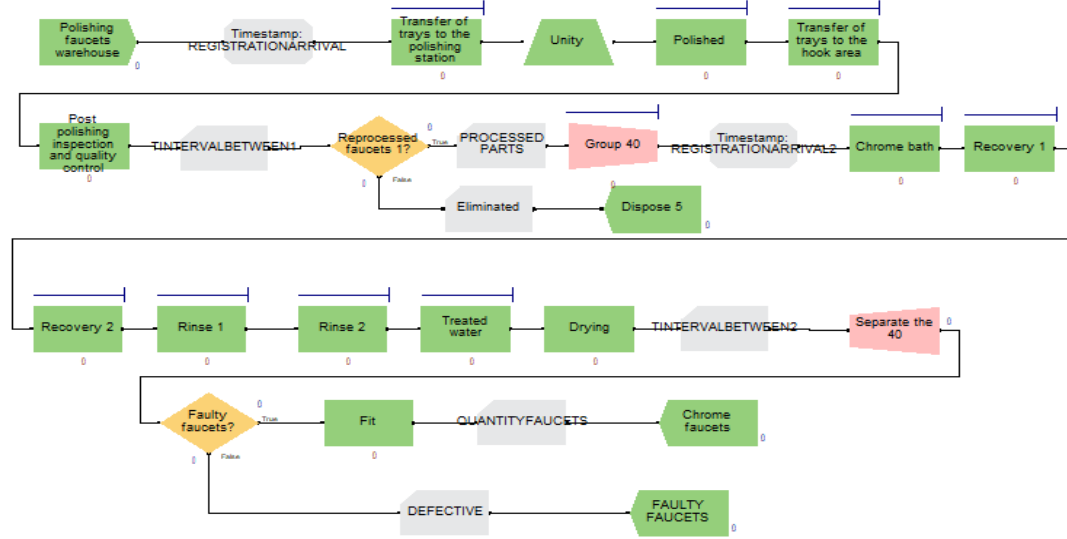 Polishing
faucets
warehouse
0
Timestamp:
REGISTRATIONARRIVAL
Transfer of
trays to the
polishing
station
0
Unity
Polished
0
Transfer of
trays to the
hook area
0
Post
polishing
inspection
and quality
control
0
TINTERVALBETWEEN1
Reprocessed
faucets 1?
0
True
0
False
PROCESSED
PARTS
Group 40
0
Timestamp:
REGISTRATIONARRIVAL2
Chrome bath
0
Recovery 1
0
Eliminated
Dispose 5
0
Recovery 2
0
Rinse 1
0
Rinse 2
0
Treated
water
0
Drying
0
TINTERVALBETWEEN2
Separate the
40
0
Faulty
faucets?
0
True
0
False
Fit
0
QUANTITYFAUCETS
Chrome
faucets
0
DEFECTIVE
FAULTY
FAUCETS
0